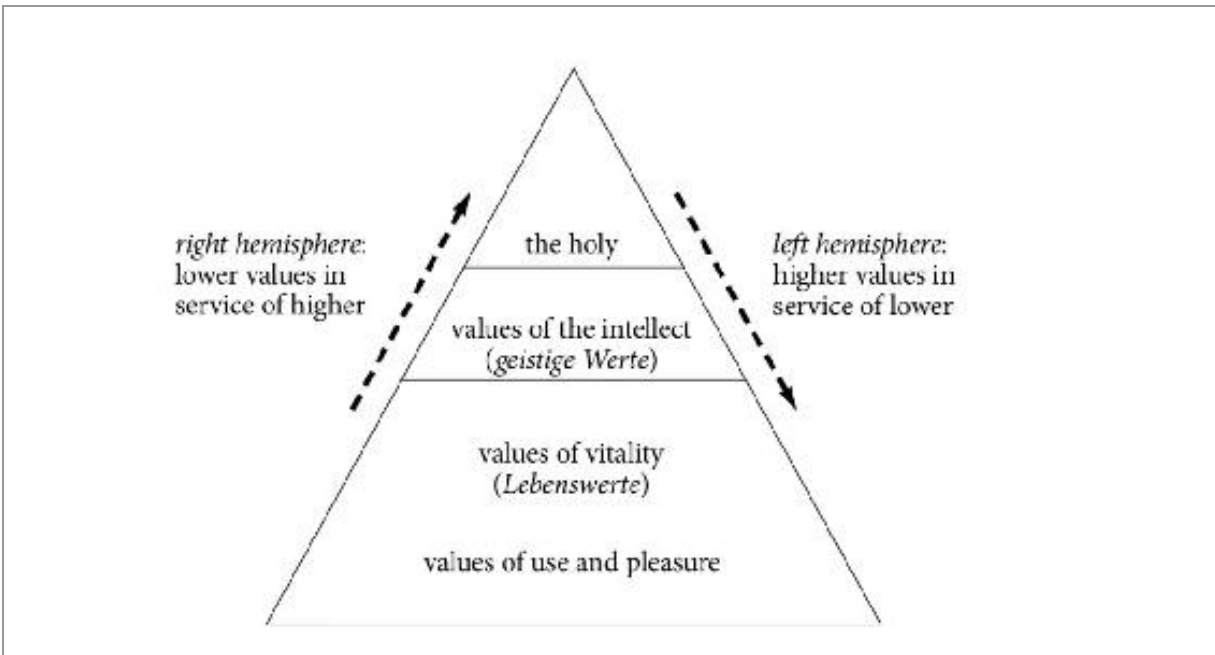 the holy
right hemisphere:
lower values in
service of higher
left hemisphere:
higher values in
service of lower
values of the intellect
(geistige Werte)
values of vitality
(Lebenswerte)
values of use and pleasure